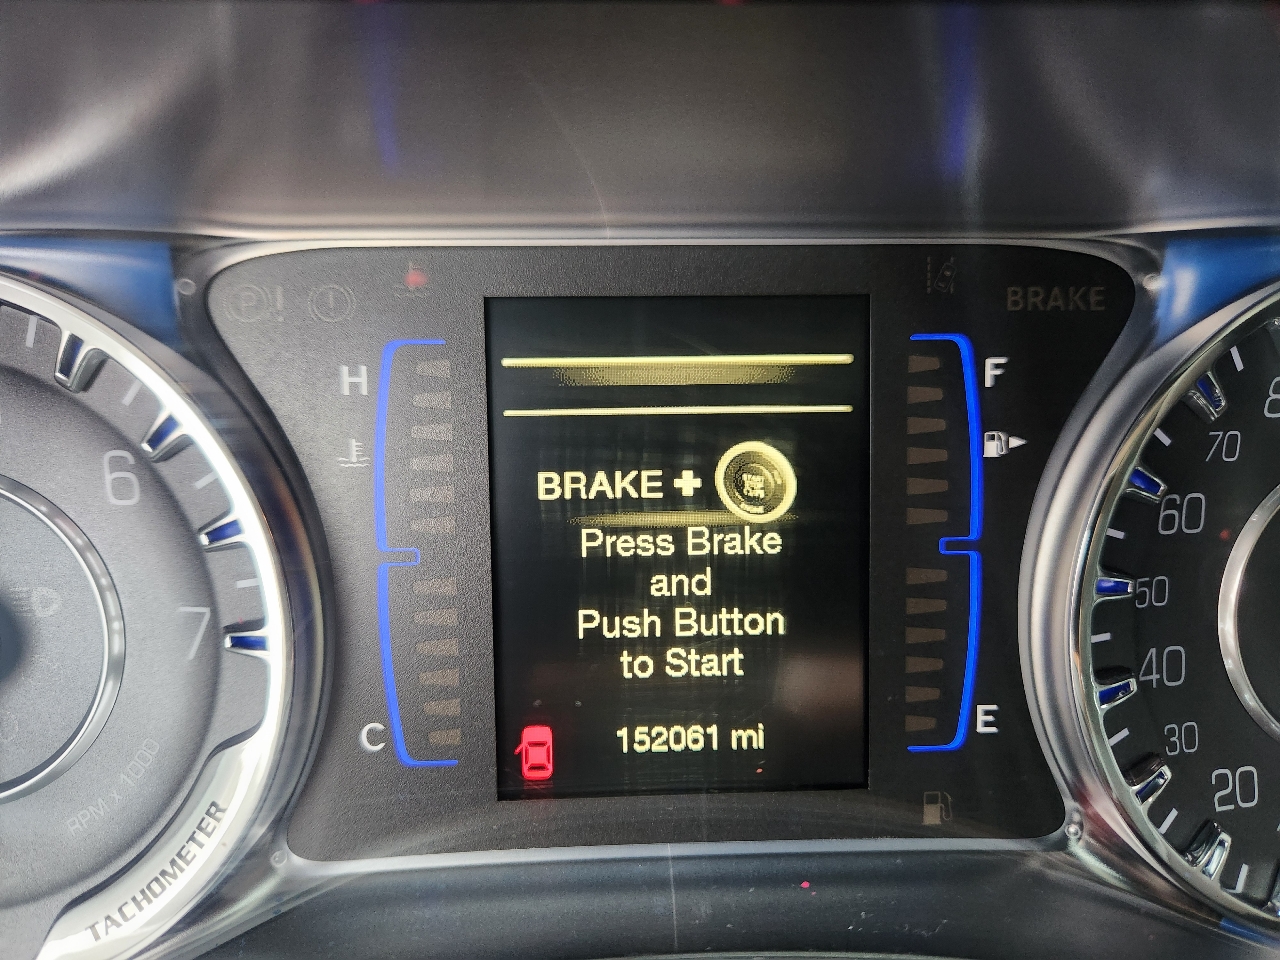 BRAKE
H
F
BRAKE +
Press Brake
and
Push Button
to Start
152061 mi
C
E
6
7
RPM x 1000
TACHOMETER
70
60
50
40
30
20